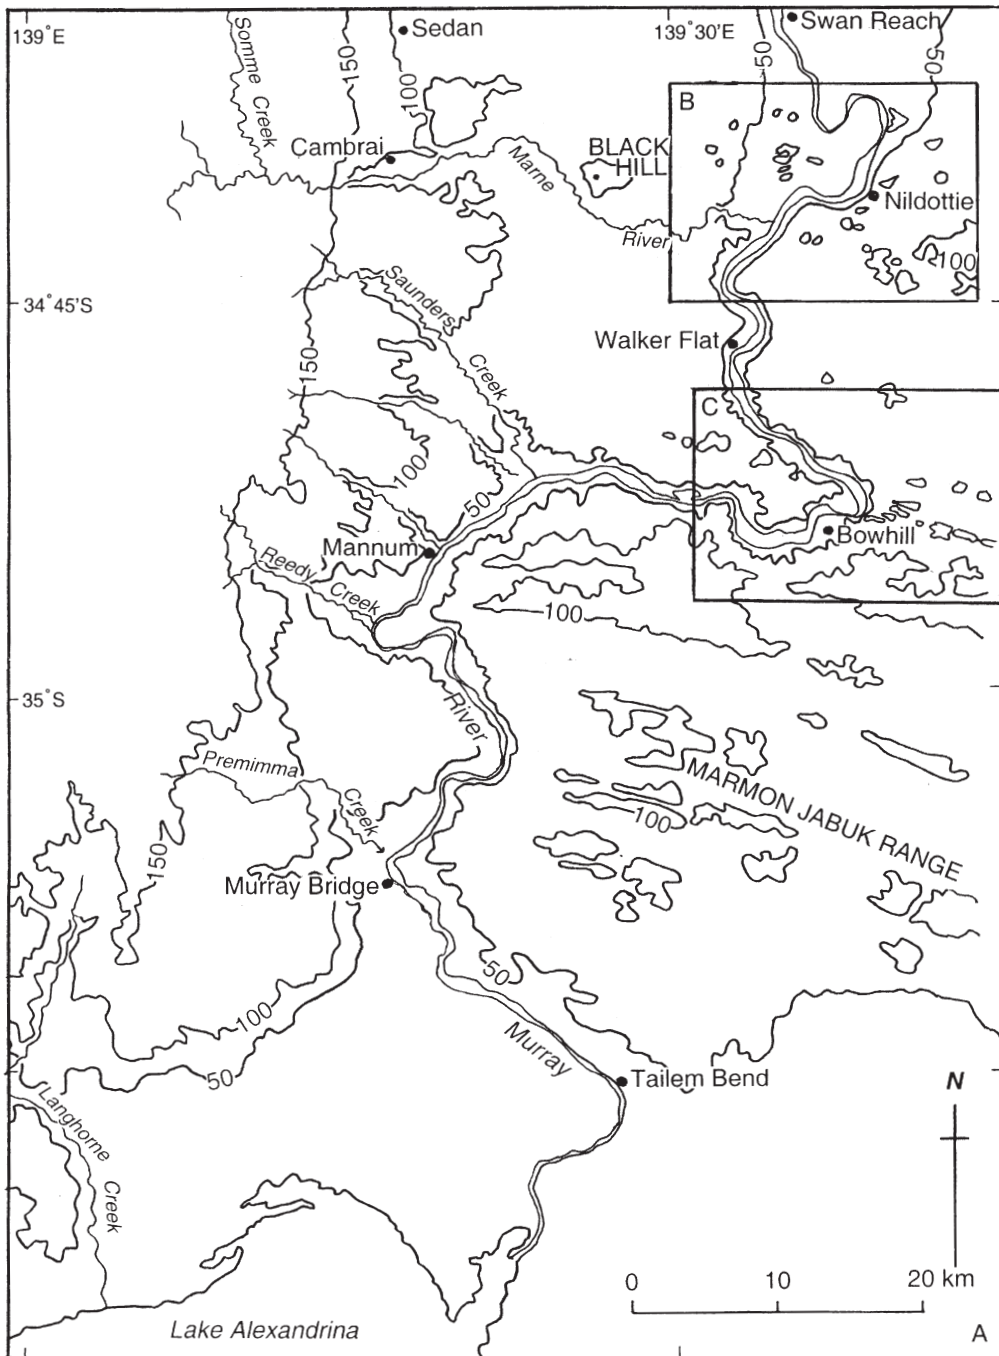 139°E
Sedan
139°30'E
Swan Reach
Somme Creek
150
100
50
50
B
Cambrai
Marne
BLACK
HILL
Nildottie
River
100
34°45'S
Saunders
Creek
Walker Flat
150
C
100
50
Mannum
Bowhill
Reedy
Creek
100
35°S
River
Premimma
Creek
MARMON JABUK RANGE
100
150
Murray Bridge
50
100
Murray
50
Tailem Bend
N
Langhorne
Creek
0 10 20 km
Lake Alexandrina
A